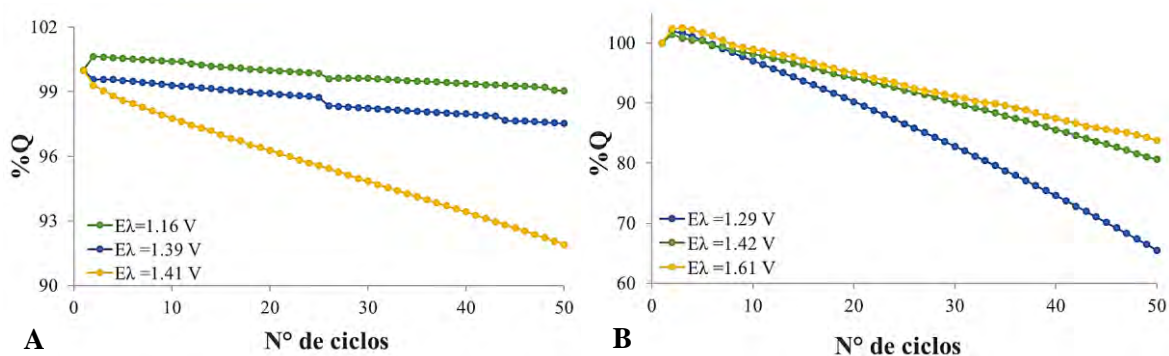 102
99
96
93
90
%Q
0
10
20
30
40
50
Eλ=1.16 V
Eλ =1.39 V
Eλ =1.41 V
N° de ciclos
A
100
90
80
70
60
%Q
0
10
20
30
40
50
Eλ =1.29 V
Eλ =1.42 V
Eλ =1.61 V
N° de ciclos
B